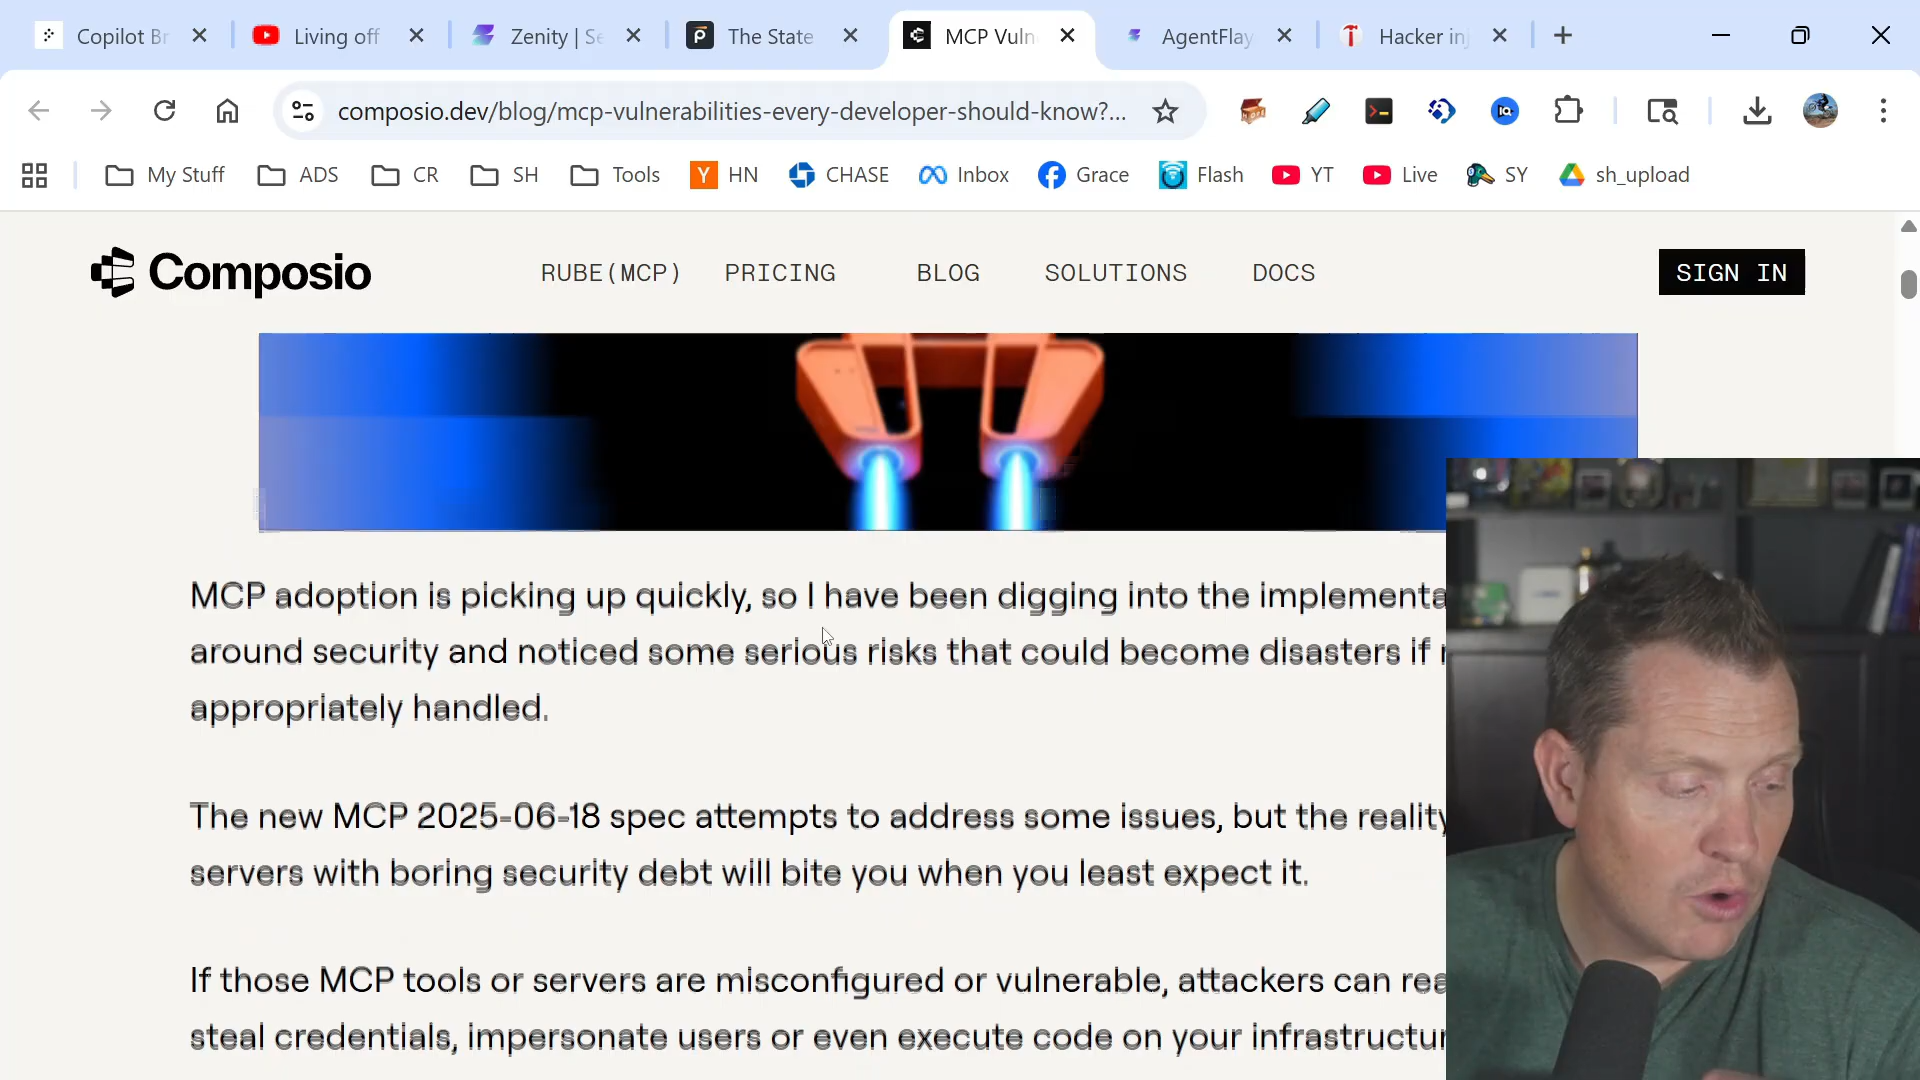 Copilot Br
Living off
Zenity | Se
The State
MCP Vuln
AgentFlay
Hacker inj
composio.dev/blog/mcp-vulnerabilities-every-developer-should-know?...
My Stuff
ADS
CR
SH
Tools
HN
CHASE
Inbox
Grace
Flash
YT
Live
SY
sh_upload
Composio
RUBE(MCP)
PRICING
BLOG
SOLUTIONS
DOCS
SIGN IN
MCP adoption is picking up quickly, so I have been digging into the implementa
around security and noticed some serious risks that could become disasters if
appropriately handled.
The new MCP 2025-06-18 spec attempts to address some issues, but the reality
servers with boring security debt will bite you when you least expect it.
If those MCP tools or servers are misconfigured or vulnerable, attackers can rea
steal credentials, impersonate users or even execute code on your infrastructur